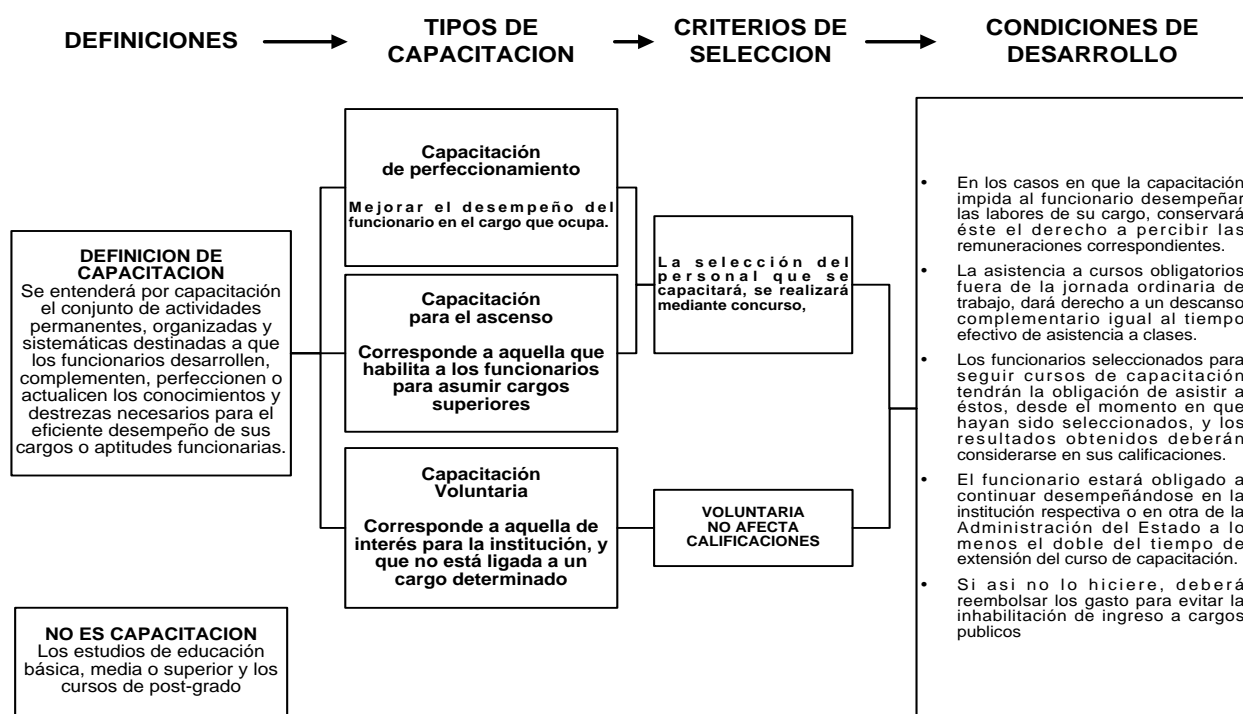 DEFINICIONES
TIPOS DE
CAPACITACION
CRITERIOS DE
SELECCION
CONDICIONES DE
DESARROLLO
DEFINICION DE
CAPACITACION
Se entenderá por capacitación
el conjunto de actividades
permanentes, organizadas y
sistemáticas destinadas a que
los funcionarios desarrollen,
complementen, perfeccionen o
actualicen los conocimientos y
destrezas necesarios para el
eficiente desempeño de sus
cargos o aptitudes funcionarias.
NO ES CAPACITACION
Los estudios de educación
básica, media o superior y los
cursos de post-grado
Capacitación
de perfeccionamiento
Mejorar el desempeño del
funcionario en el cargo que ocupa.
Capacitación
para el ascenso
Corresponde a aquella que
habilita a los funcionarios
para asumir cargos
superiores
Capacitación
Voluntaria
Corresponde a aquella de
interés para la institución, y
que no está ligada a un
cargo determinado
La selección del
personal que se
capacitará, se realizará
mediante concurso,
VOLUNTARIA
NO AFECTA
CALIFICACIONES
• En los casos en que la capacitación
impida al funcionario desempeñar
las labores de su cargo, conservará
éste el derecho a percibir las
remuneraciones correspondientes.
• La asistencia a cursos obligatorios
fuera de la jornada ordinaria de
trabajo, dará derecho a un descanso
complementario igual al tiempo
efectivo de asistencia a clases.
• Los funcionarios seleccionados para
seguir cursos de capacitación
tendrán la obligación de asistir a
éstos, desde el momento en que
hayan sido seleccionados, y los
resultados obtenidos deberán
considerarse en sus calificaciones.
• El funcionario estará obligado a
continuar desempeñándose en la
institución respectiva o en otra de la
Administración del Estado a lo
menos el doble del tiempo de
extensión del curso de capacitación.
• Si asi no lo hiciere, deberá
reembolsar los gasto para evitar la
inhabilitación de ingreso a cargos
publicos